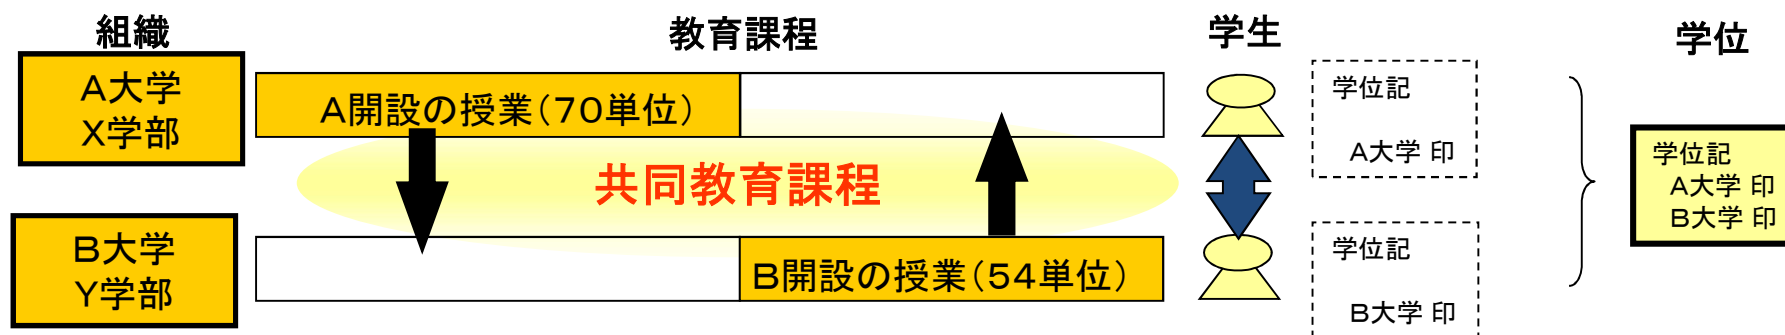 組織
教育課程
学生
学位
A大学
X学部
A開設の授業(70単位)
学位記
A大学 印
共同教育課程
学位記
A大学 印
B大学 印
B大学
Y学部
B開設の授業(54単位)
学位記
B大学 印